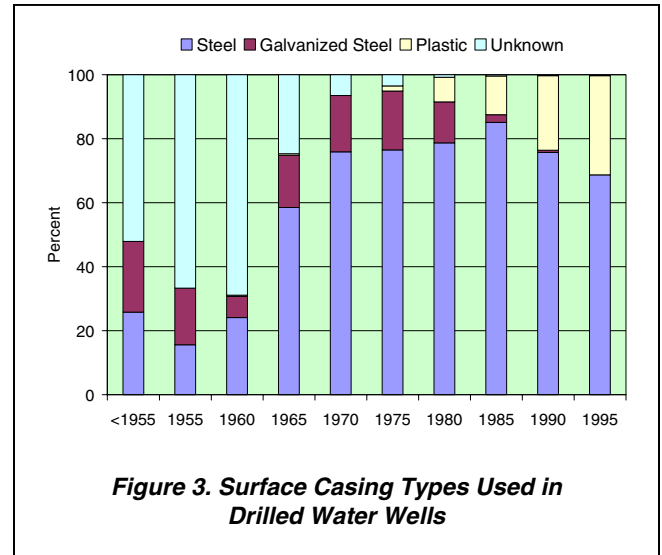 Steel Galvanized Steel Plastic Unknown
100
80
60
40
20
0
Percent
<1955 1955 1960 1965 1970 1975 1980 1985 1990 1995
Figure 3. Surface Casing Types Used in
Drilled Water Wells